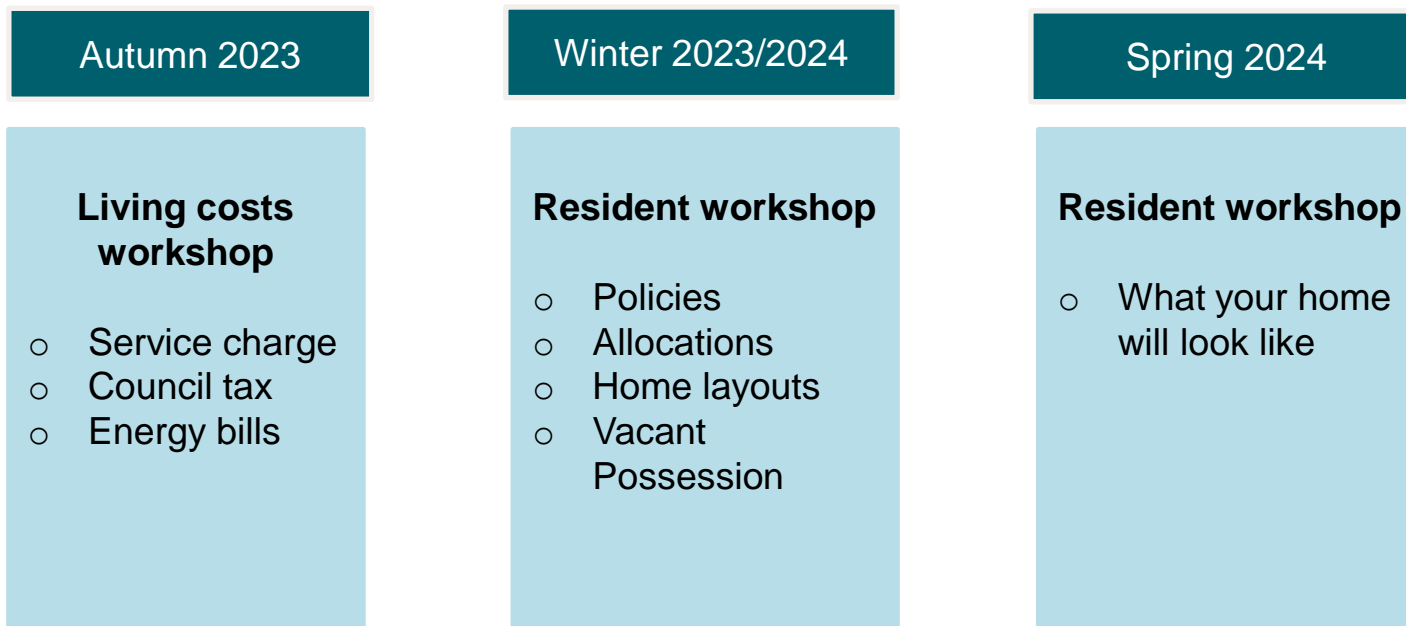 Autumn 2023
Living costs
workshop
o Service charge
o Council tax
o Energy bills
Winter 2023/2024
Resident workshop
o Policies
o Allocations
o Home layouts
o Vacant
Possession
Spring 2024
Resident workshop
o What your home
will look like